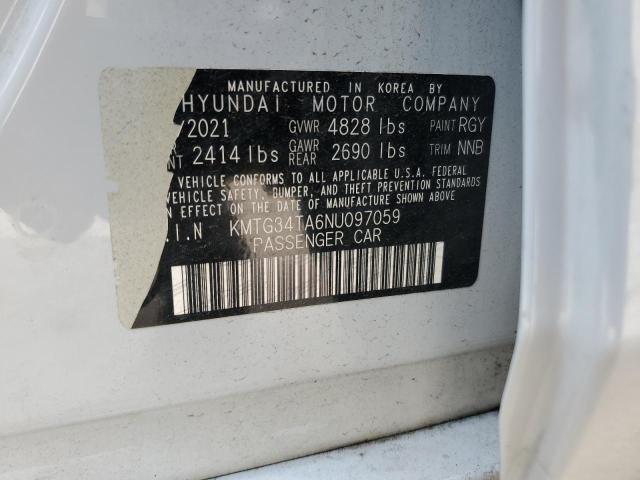 MANUFACTURED IN KOREA BY
HYUNDAI MOTOR COMPANY
/2021 GVWR 4828 lbs PAINT RGY
NT 2414 lbs GAWR REAR 2690 lbs TRIM NNB
VEHICLE CONFORMS TO ALL APPLICABLE U.S.A. FEDERAL
VEHICLE SAFETY, BUMPER, AND THEFT PREVENTION STANDARDS
N EFFECT ON THE DATE OF MANUFACTURE SHOWN ABOVE.
.I.N KMTG34TA6NU097059
PASSENGER CAR